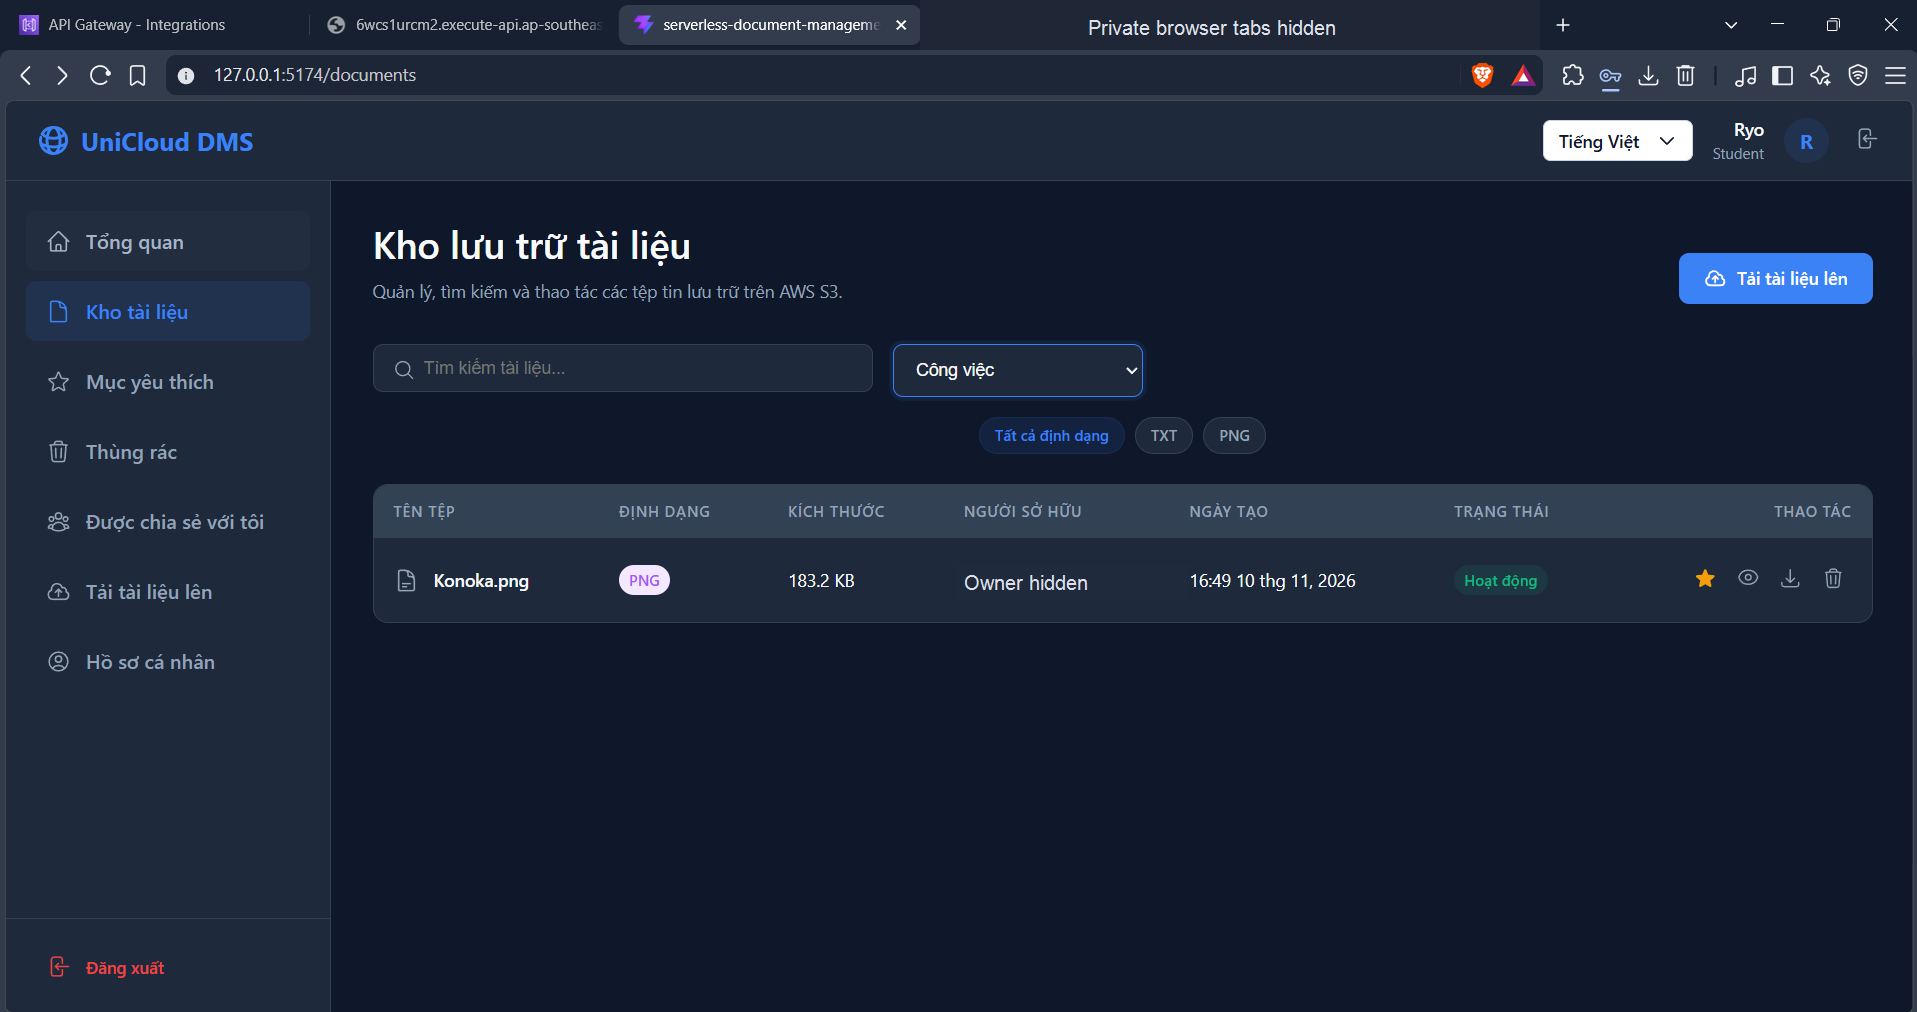 API Gateway - Integrations
6wcs1urcm2.execute-api.ap-southeas
serverless-document-manageme
Private browser tabs hidden
127.0.0.1:5174/documents
UniCloud DMS
Tiếng Việt
Ryo
Student
R
Tổng quan
Kho tài liệu
Mục yêu thích
Thùng rác
Được chia sẻ với tôi
Tải tài liệu lên
Hồ sơ cá nhân
Đăng xuất
Kho lưu trữ tài liệu
Quản lý, tìm kiếm và thao tác các tệp tin lưu trữ trên AWS S3.
Tải tài liệu lên
Tìm kiếm tài liệu...
Công việc
Tất cả định dạng TXT PNG
TÊN TỆP ĐỊNH DẠNG KÍCH THƯỚC NGƯỜI SỞ HỮU NGÀY TẠO TRẠNG THÁI THAO TÁC
Konoka.png PNG 183.2 KB Owner hidden 16:49 10 thg 11, 2026 Hoạt động